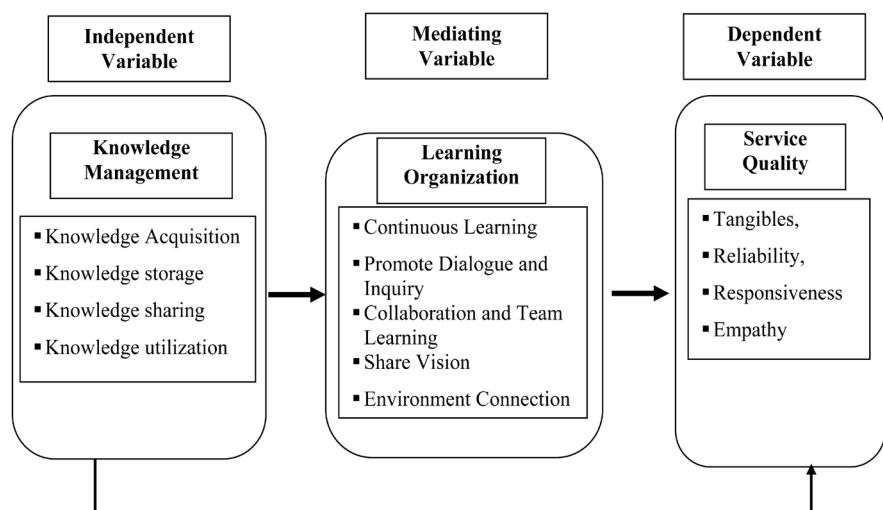 Independent
Variable
Mediating
Variable
Dependent
Variable
Knowledge
Management
▪ Knowledge Acquisition
▪ Knowledge storage
▪ Knowledge sharing
▪ Knowledge utilization
Learning
Organization
▪ Continuous Learning
▪ Promote Dialogue and
Inquiry
▪ Collaboration and Team
Learning
▪ Share Vision
▪ Environment Connection
Service
Quality
▪ Tangibles,
▪ Reliability,
▪ Responsiveness
▪ Empathy